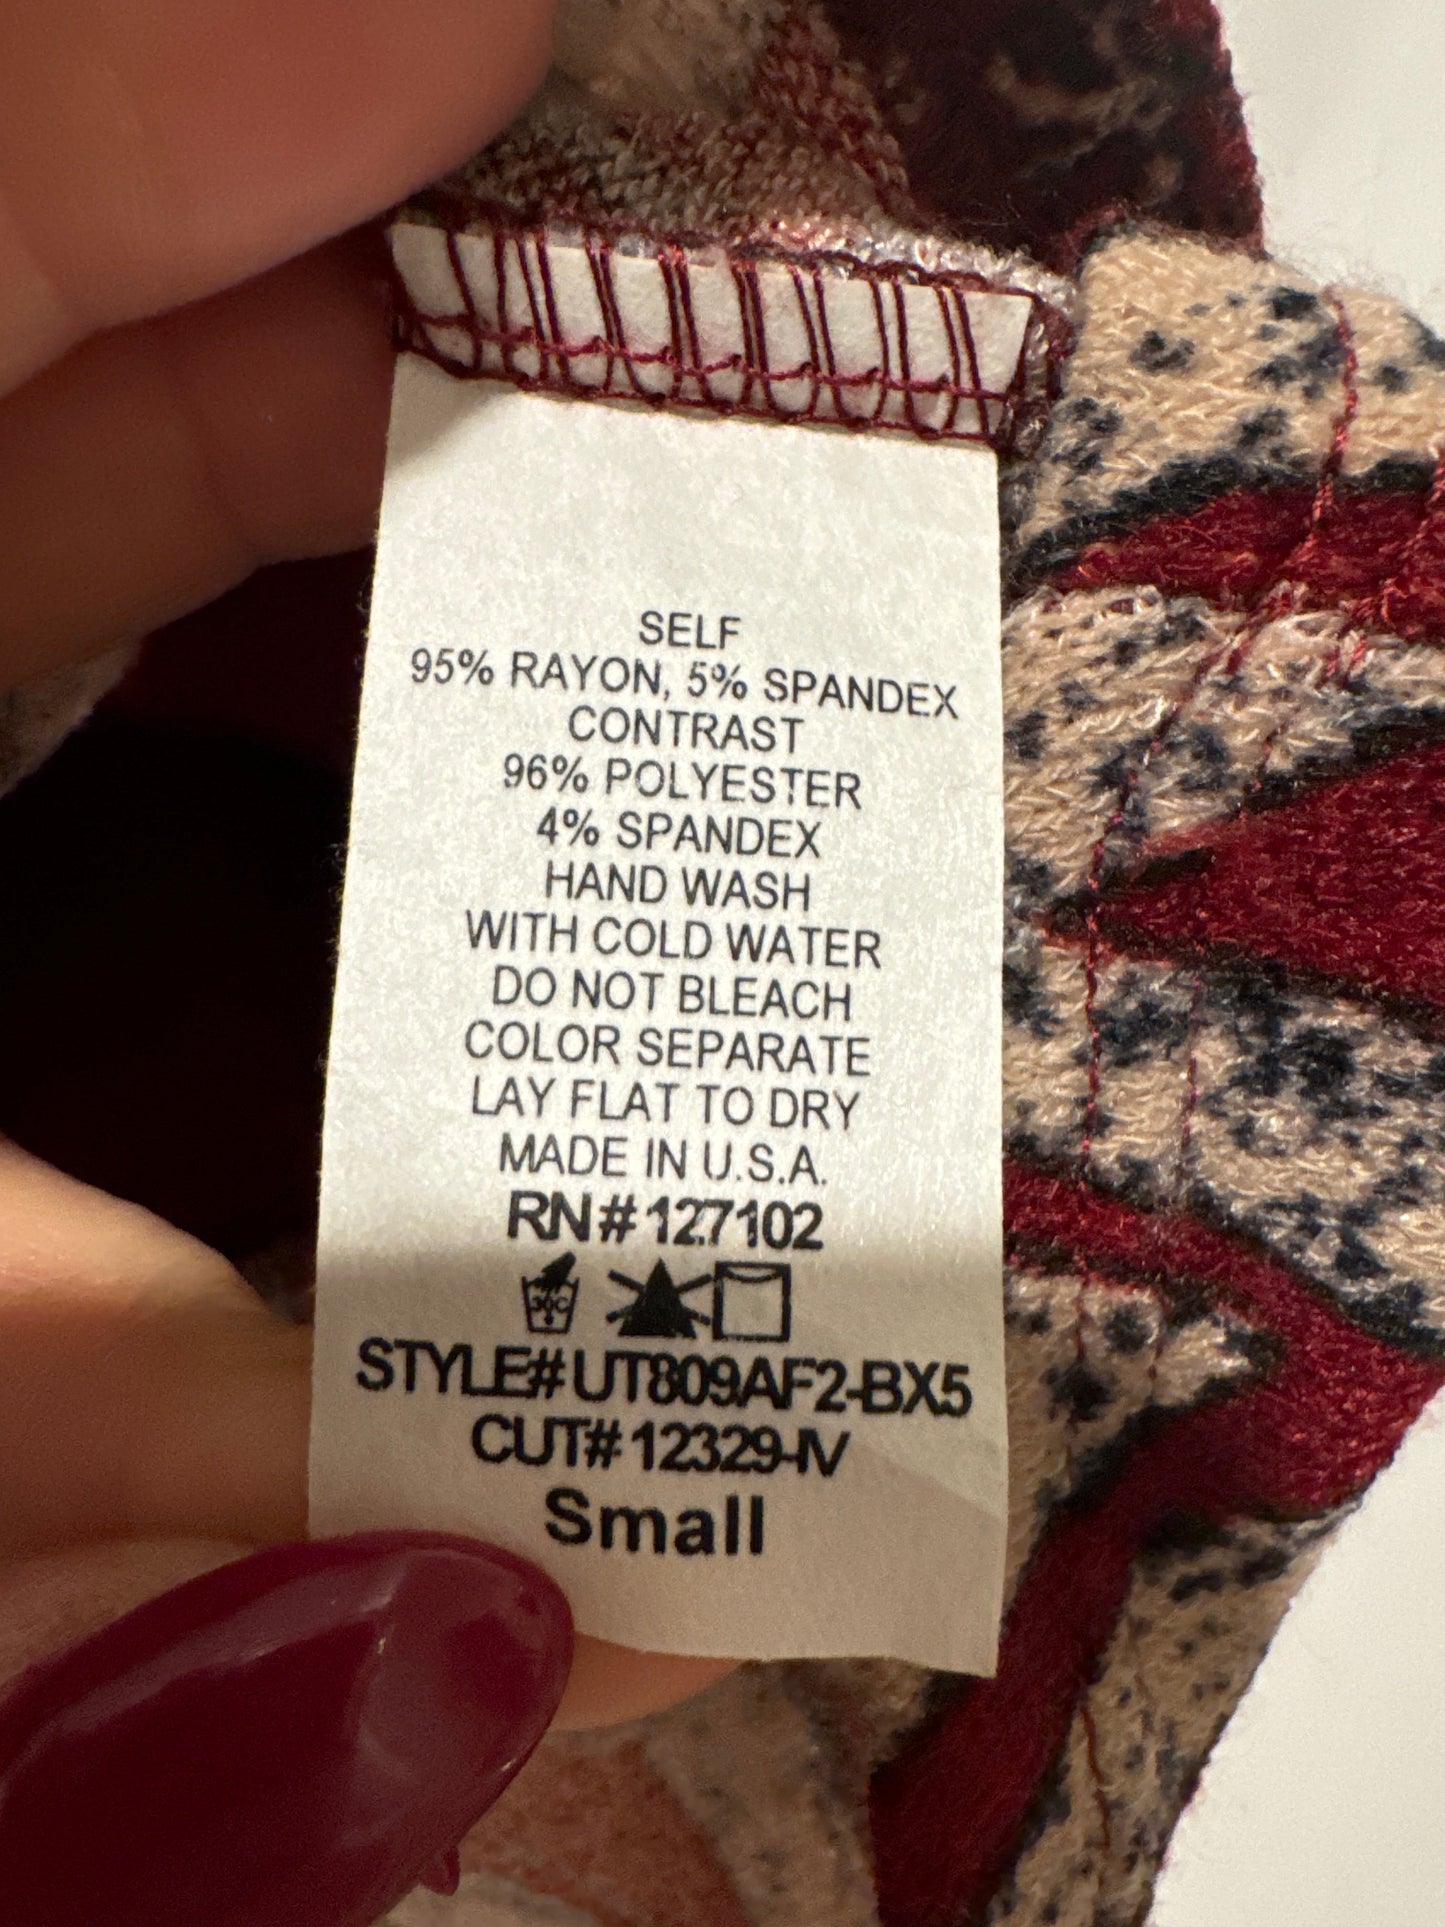 SELF
95% RAYON, 5% SPANDEX
CONTRAST
96% POLYESTER
4% SPANDEX
HAND WASH
WITH COLD WATER
DO NOT BLEACH
COLOR SEPARATE
LAY FLAT TO DRY
MADE IN U.S.A.
RN# 127102
30C
STYLE# UT809AF2-BX5
CUT# 12329-IV
Small